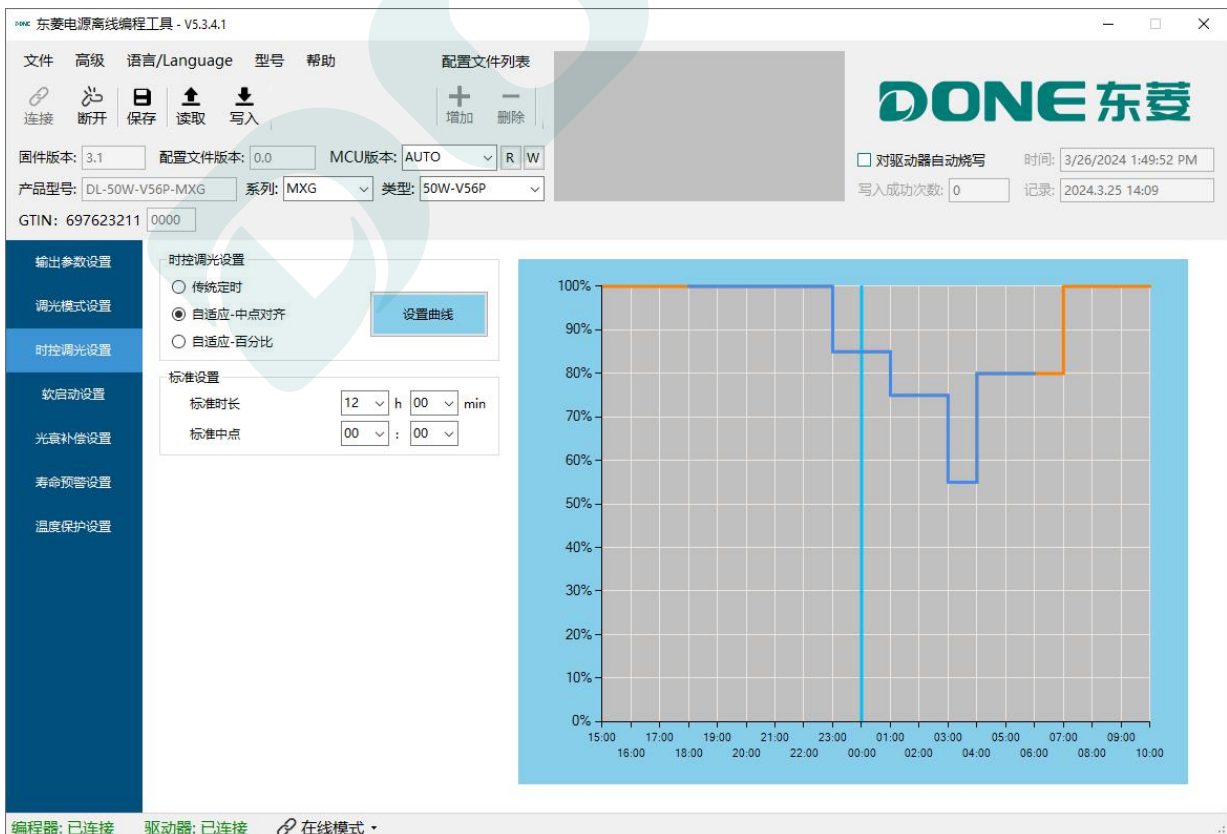 DONE 东菱电源离线编程工具 - V5.3.4.1
文件 高级 语言/Language 型号 帮助 配置文件列表
连接 断开 保存 读取 写入 增加 删除
DONE 东菱
固件版本: 3.1 配置文件版本: 0.0 MCU版本: AUTO R W
对驱动器自动烧写 时间: 3/26/2024 1:49:52 PM
产品型号: DL-50W-V56P-MXG 系列: MXG 类型: 50W-V56P
写入成功次数: 0 记录: 2024.3.25 14:09
GTIN: 697623211 0000
输出参数设置
调光模式设置
时控调光设置
软启动设置
光衰补偿设置
寿命预警设置
温度保护设置
时控调光设置
传统定时
自适应-中点对齐
自适应-百分比
设置曲线
标准设置
标准时长 12 h 00 min
标准中点 00 : 00
100%
90%
80%
70%
60%
50%
40%
30%
20%
10%
0%
15:00 17:00 19:00 21:00 23:00 01:00 03:00 05:00 07:00 09:00
16:00 18:00 20:00 22:00 00:00 02:00 04:00 06:00 08:00 10:00
编程器: 已连接 驱动器: 已连接 在线模式